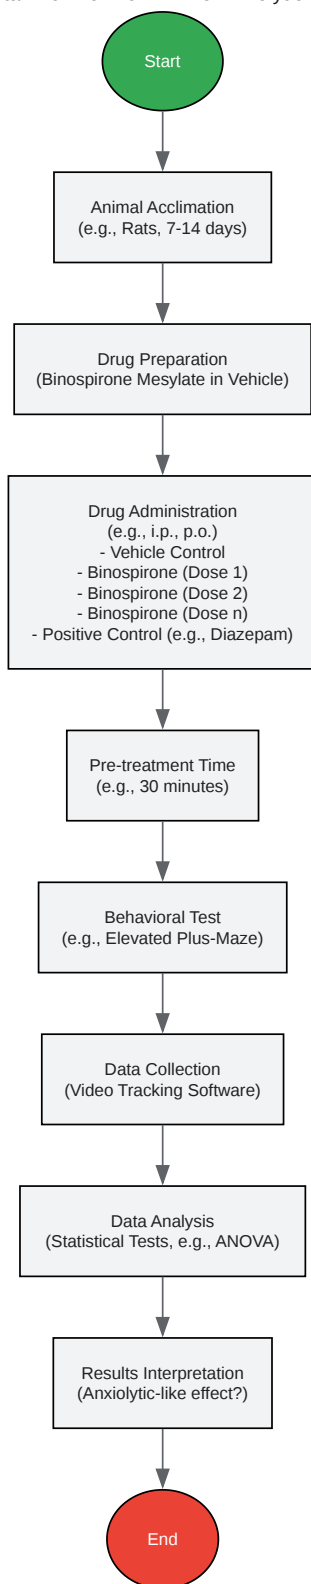 Start
Animal Acclimation
(e.g., Rats, 7-14 days)
Drug Preparation
(Binospirone Mesylate in Vehicle)
Drug Administration
(e.g., i.p., p.o.)
- Vehicle Control
- Binospirone (Dose 1)
- Binospirone (Dose 2)
- Binospirone (Dose n)
- Positive Control (e.g., Diazepam)
Pre-treatment Time
(e.g., 30 minutes)
Behavioral Test
(e.g., Elevated Plus-Maze)
Data Collection
(Video Tracking Software)
Data Analysis
(Statistical Tests, e.g., ANOVA)
Results Interpretation
(Anxiolytic-like effect?)
End